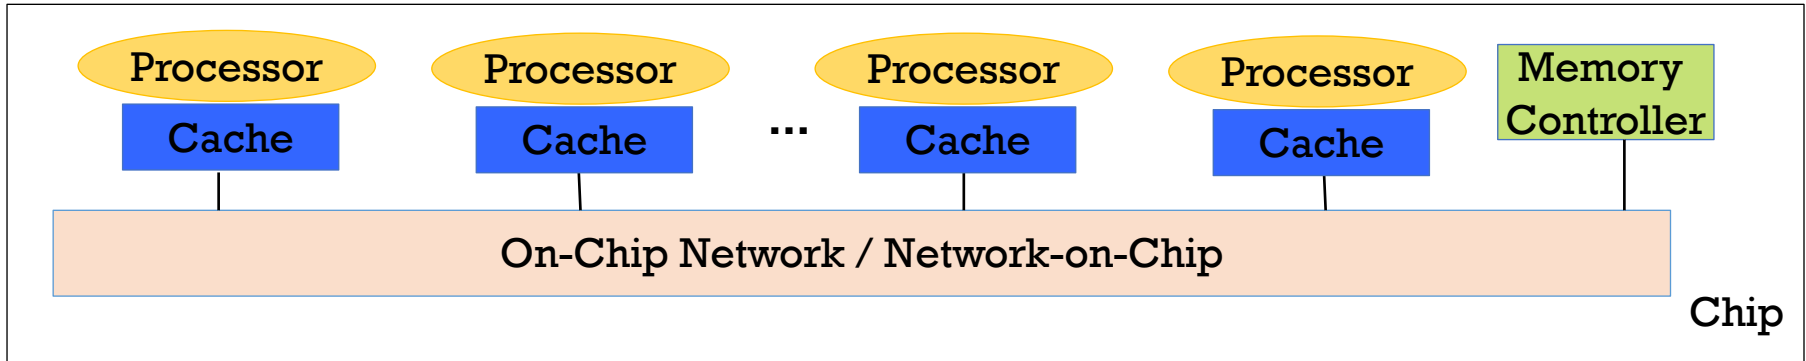 Processor
Cache
Processor
Cache
...
Processor
Cache
Processor
Cache
Memory
Controller
On-Chip Network / Network-on-Chip
Chip